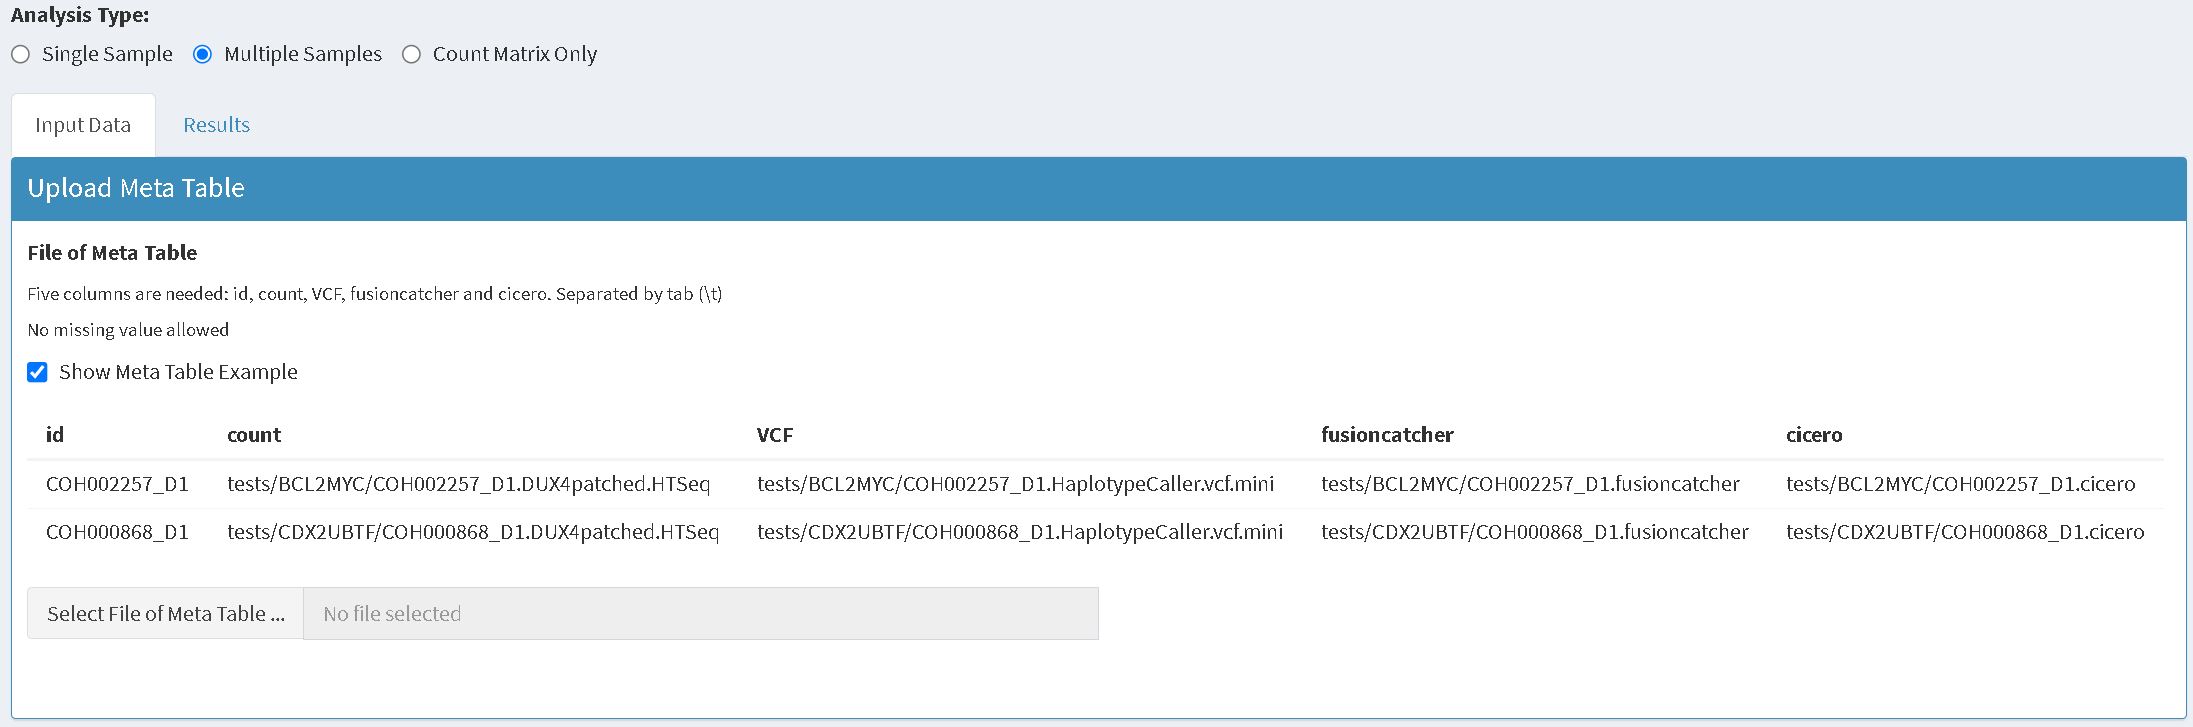 Analysis Type:
Single Sample Multiple Samples Count Matrix Only
Input Data Results
Upload Meta Table
File of Meta Table
Five columns are needed: id, count, VCF, fusioncatcher and cicero. Separated by tab (\t)
No missing value allowed
Show Meta Table Example
id count VCF fusioncatcher cicero
COH002257_D1 tests/BCL2MYC/COH002257_D1.DUX4patched.HTSeq tests/BCL2MYC/COH002257_D1.HaplotypeCaller.vcf.mini tests/BCL2MYC/COH002257_D1.fusioncatcher tests/BCL2MYC/COH002257_D1.cicero
COH000868_D1 tests/CDX2UBTF/COH000868_D1.DUX4patched.HTSeq tests/CDX2UBTF/COH000868_D1.HaplotypeCaller.vcf.mini tests/CDX2UBTF/COH000868_D1.fusioncatcher tests/CDX2UBTF/COH000868_D1.cicero
Select File of Meta Table ... No file selected